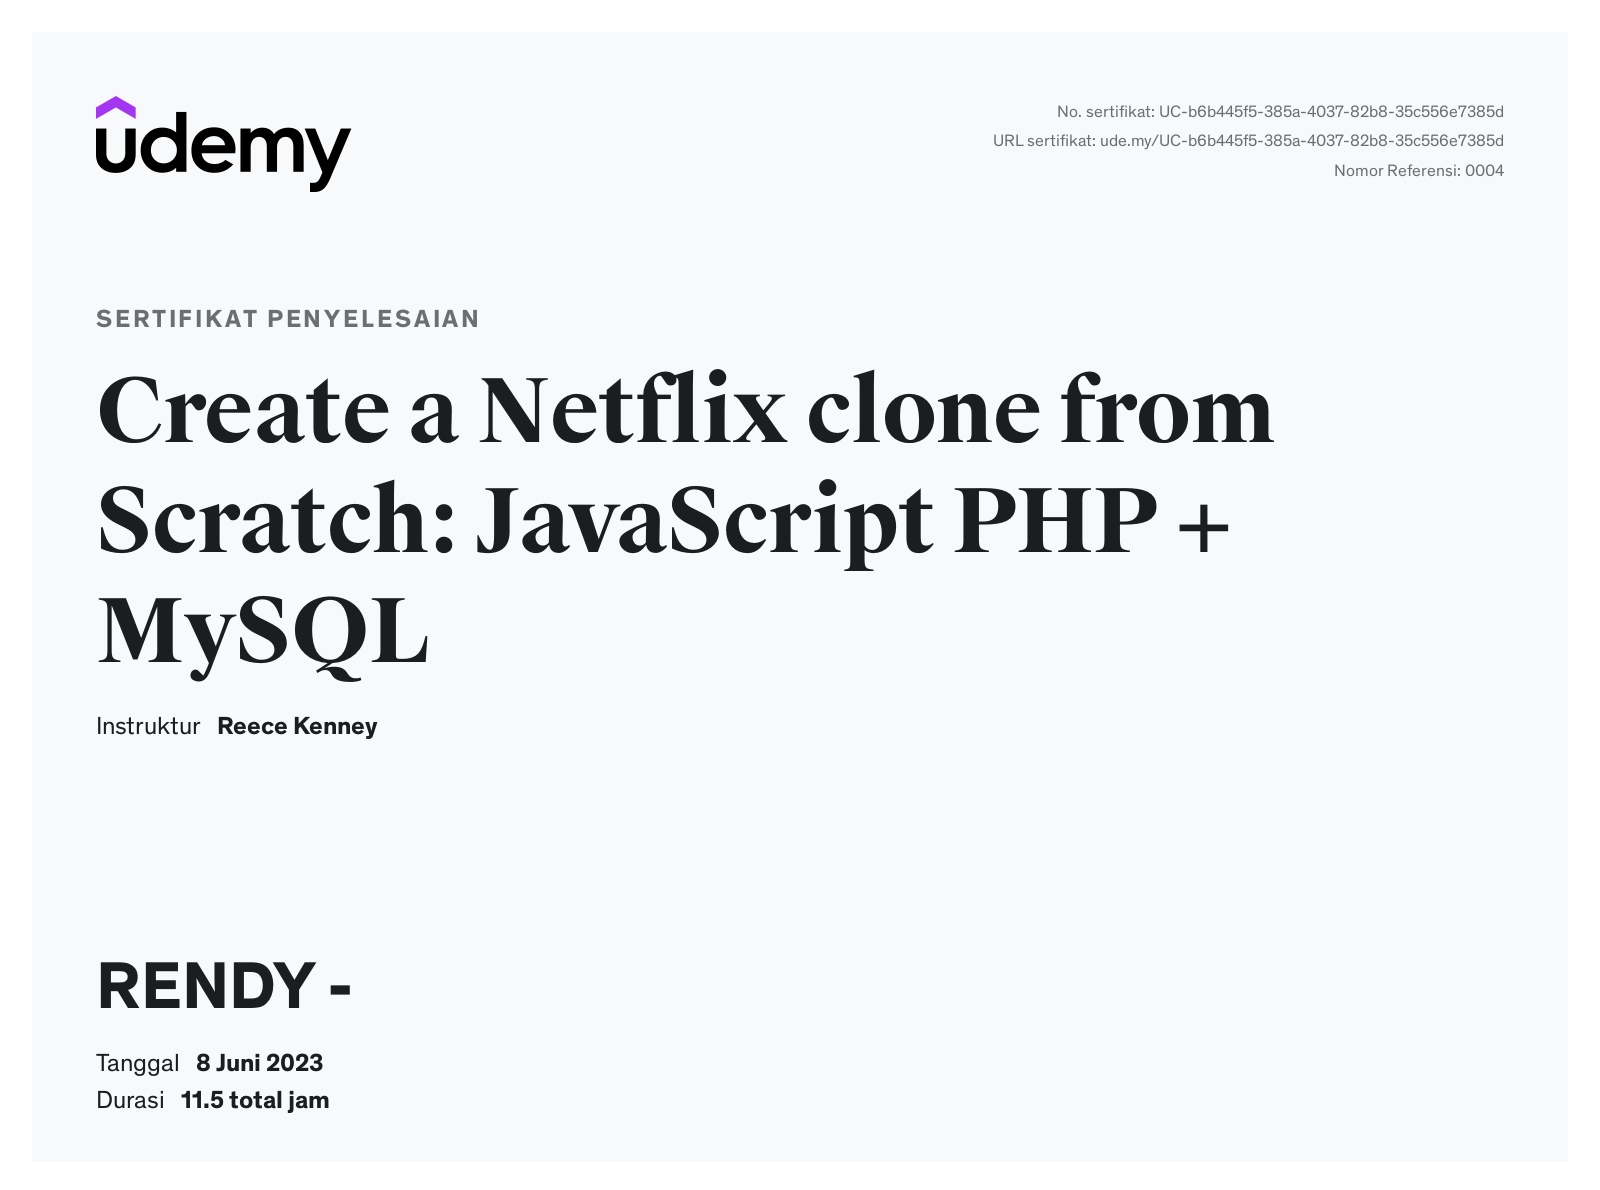 udemy
No. sertifikat: UC-b6b445f5-385a-4037-82b8-35c556e7385d
URL sertifikat: ude.my/UC-b6b445f5-385a-4037-82b8-35c556e7385d
Nomor Referensi: 0004
SERTIFIKAT PENYELESAIAN
Create a Netflix clone from
Scratch: JavaScript PHP +
MySQL
Instruktur Reece Kenney
RENDY -
Tanggal 8 Juni 2023
Durasi 11.5 total jam